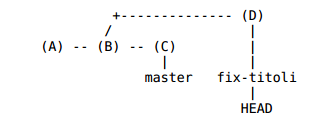 +-------------- (D)
/ |
(A) -- (B) -- (C) |
| |
master fix-titoli
|
HEAD